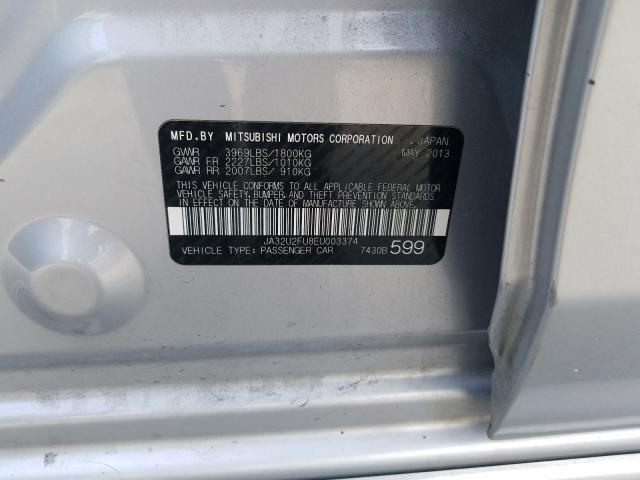 MFD.BY MITSUBISHI MOTORS CORPORATION , JAPAN
GVWR 3969LBS/1800KG MAY 2013
GAWR FR 2227LBS/1010KG
GAWR RR 2007LBS/ 910KG
THIS VEHICLE CONFORMS TO ALL APPLICABLE FEDERAL MOTOR
VEHICLE SAFETY,BUMPER, AND THEFT PREVENTION STANDARDS
IN EFFECT ON THE DATE OF MANUFACTURE SHOWN ABOVE.
JA32U2FU8EU003374
VEHICLE TYPE: PASSENGER CAR 7430B 599